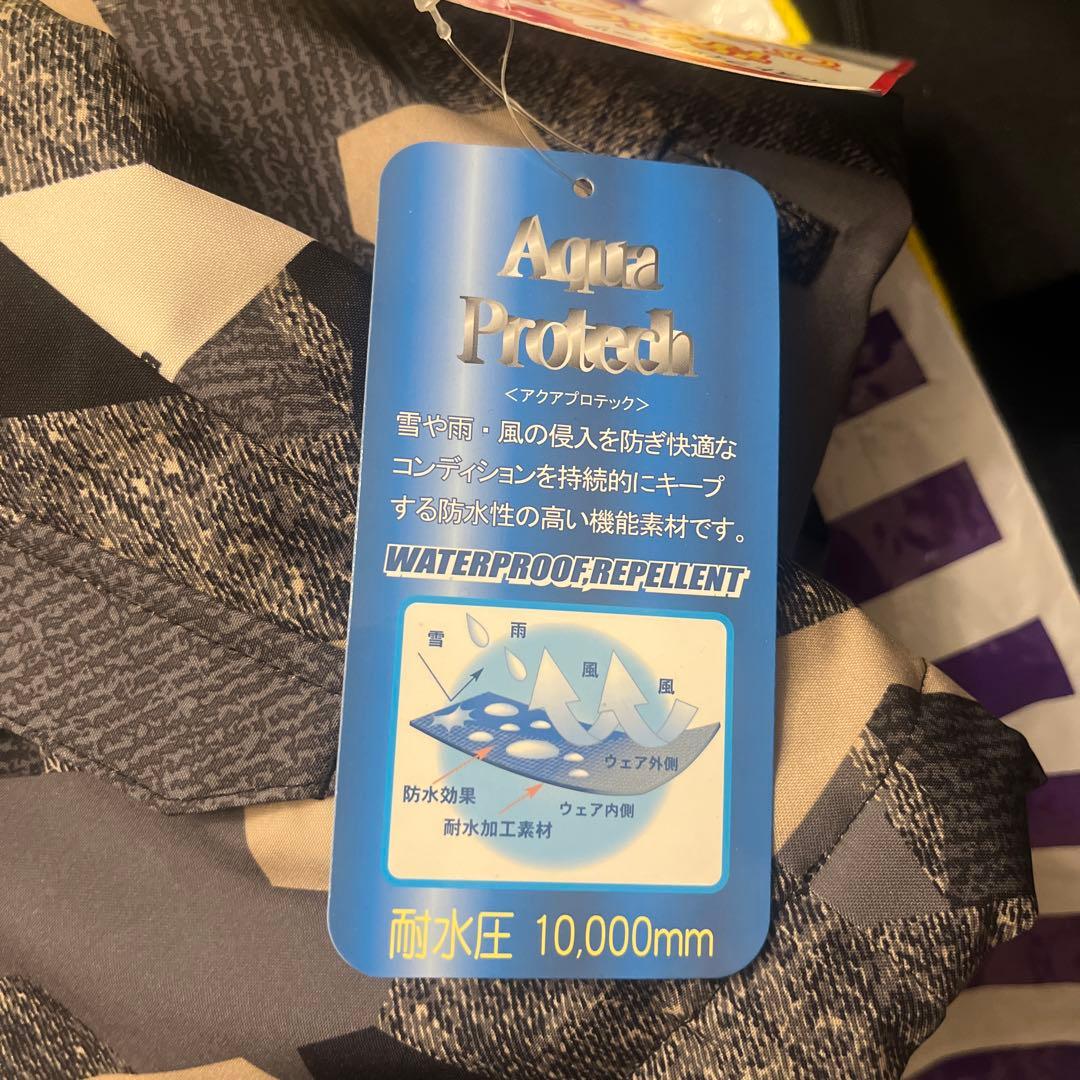 Aqua
Protech
＜アクアプロテック＞
雪や雨・風の侵入を防ぎ快適な
コンディションを持続的にキープ
する防水性の高い機能素材です。
WATERPROOF,REPELLENT
雪
雨
風
風
ウェア外側
防水効果
ウェア内側
耐水加工素材
耐水圧 10,000mm